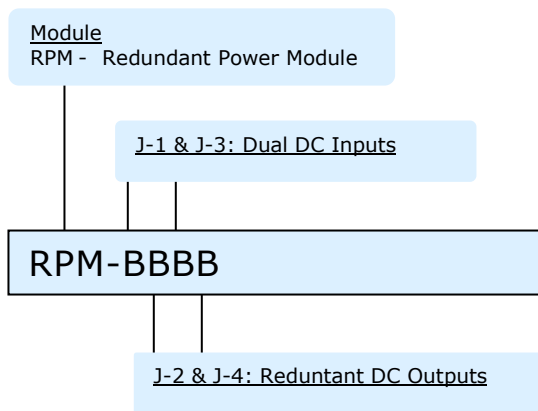 Module
RPM - Redundant Power Module
J-1 & J-3: Dual DC Inputs
RPM-BBBB
J-2 & J-4: Reduntant DC Outputs